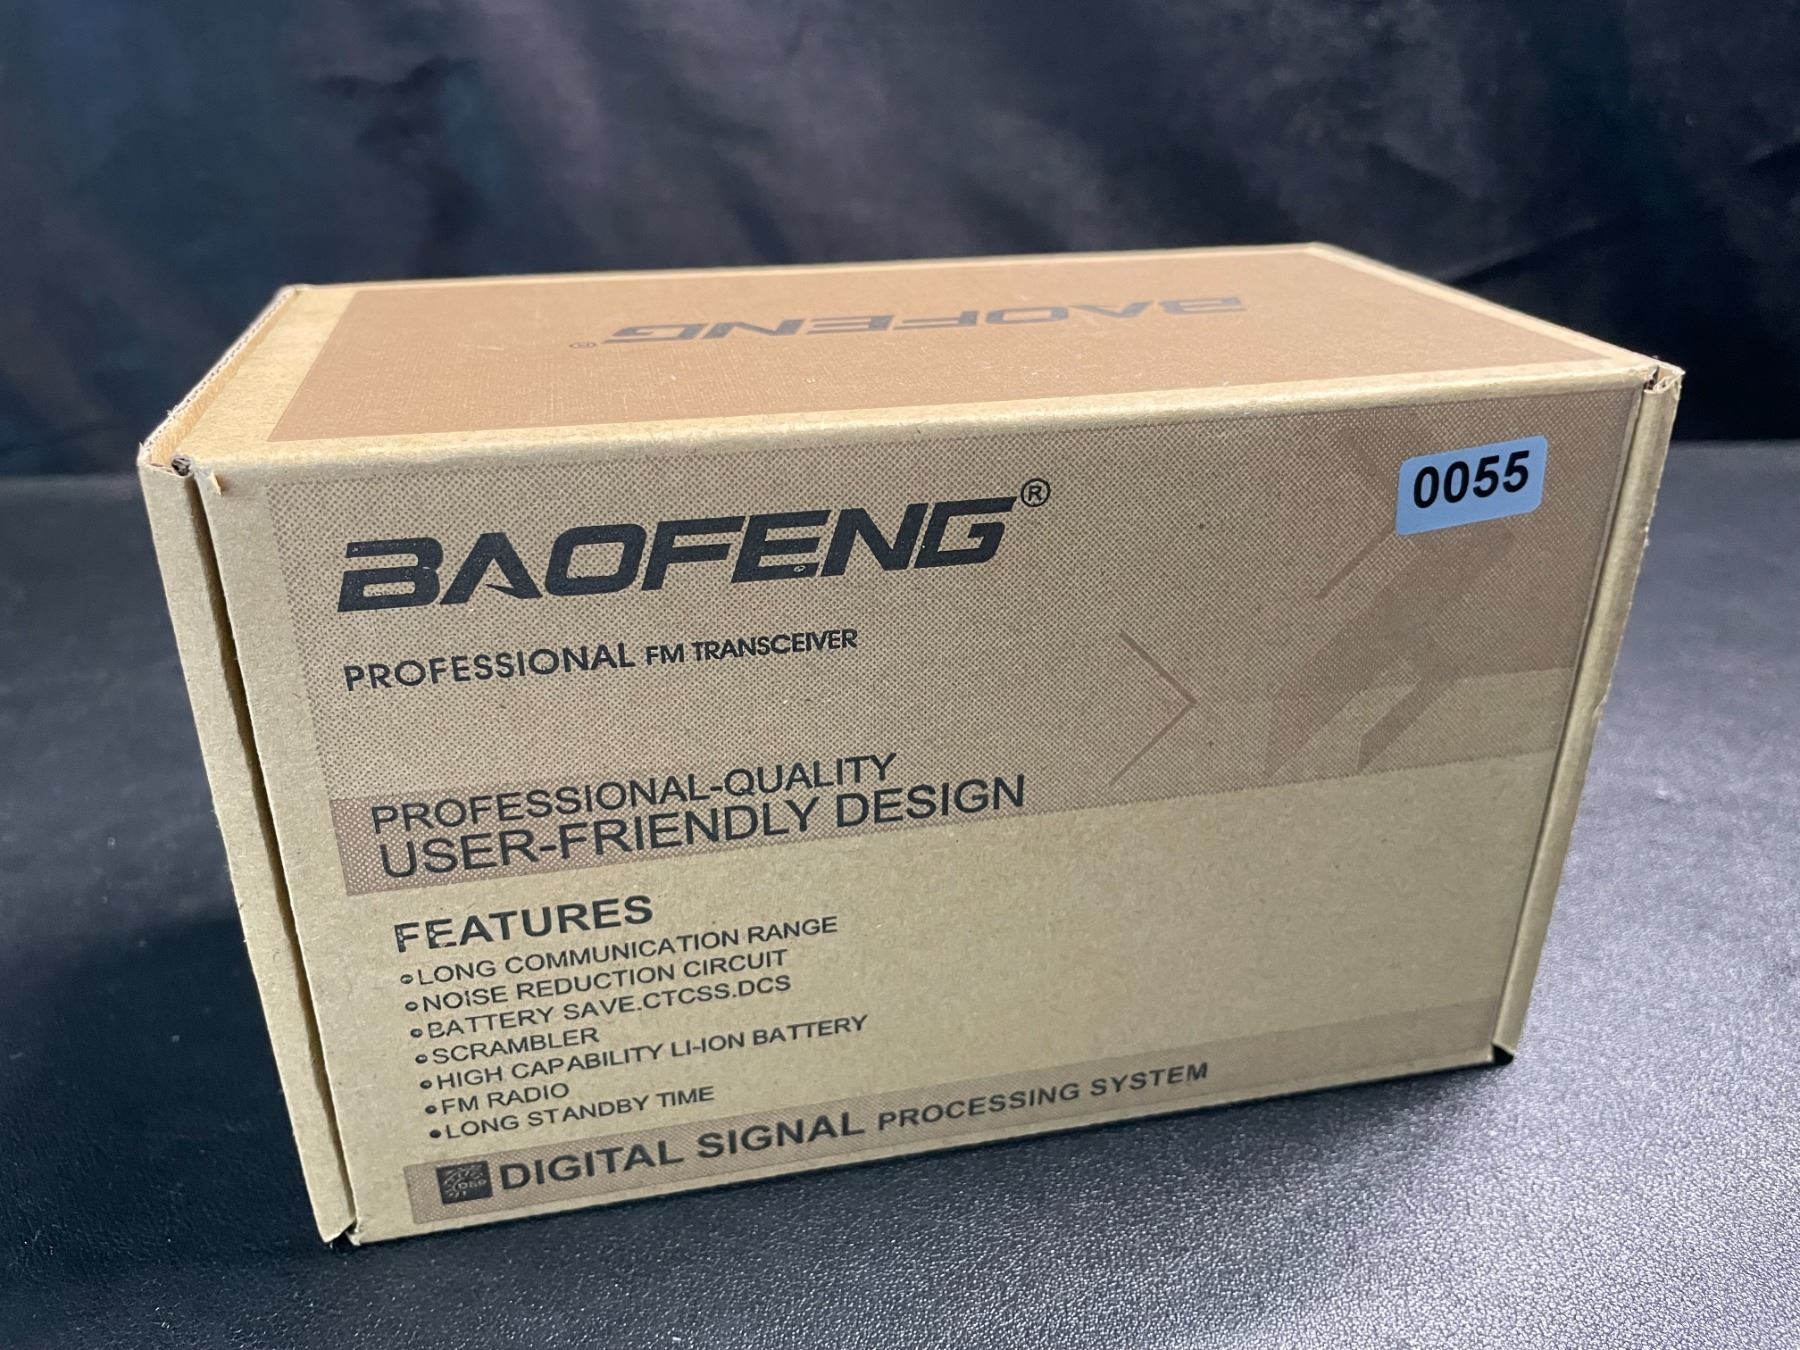 BAOFENG®
BAOFENG®
0055
PROFESSIONAL FM TRANSCEIVER
PROFESSIONAL-QUALITY
USER-FRIENDLY DESIGN
FEATURES
•LONG COMMUNICATION RANGE
•NOISE REDUCTION CIRCUIT
•BATTERY SAVE.CTCSS.DCS
•SCRAMBLER
•HIGH CAPABILITY LI-ION BATTERY
•FM RADIO
•LONG STANDBY TIME
DSP DIGITAL SIGNAL PROCESSING SYSTEM